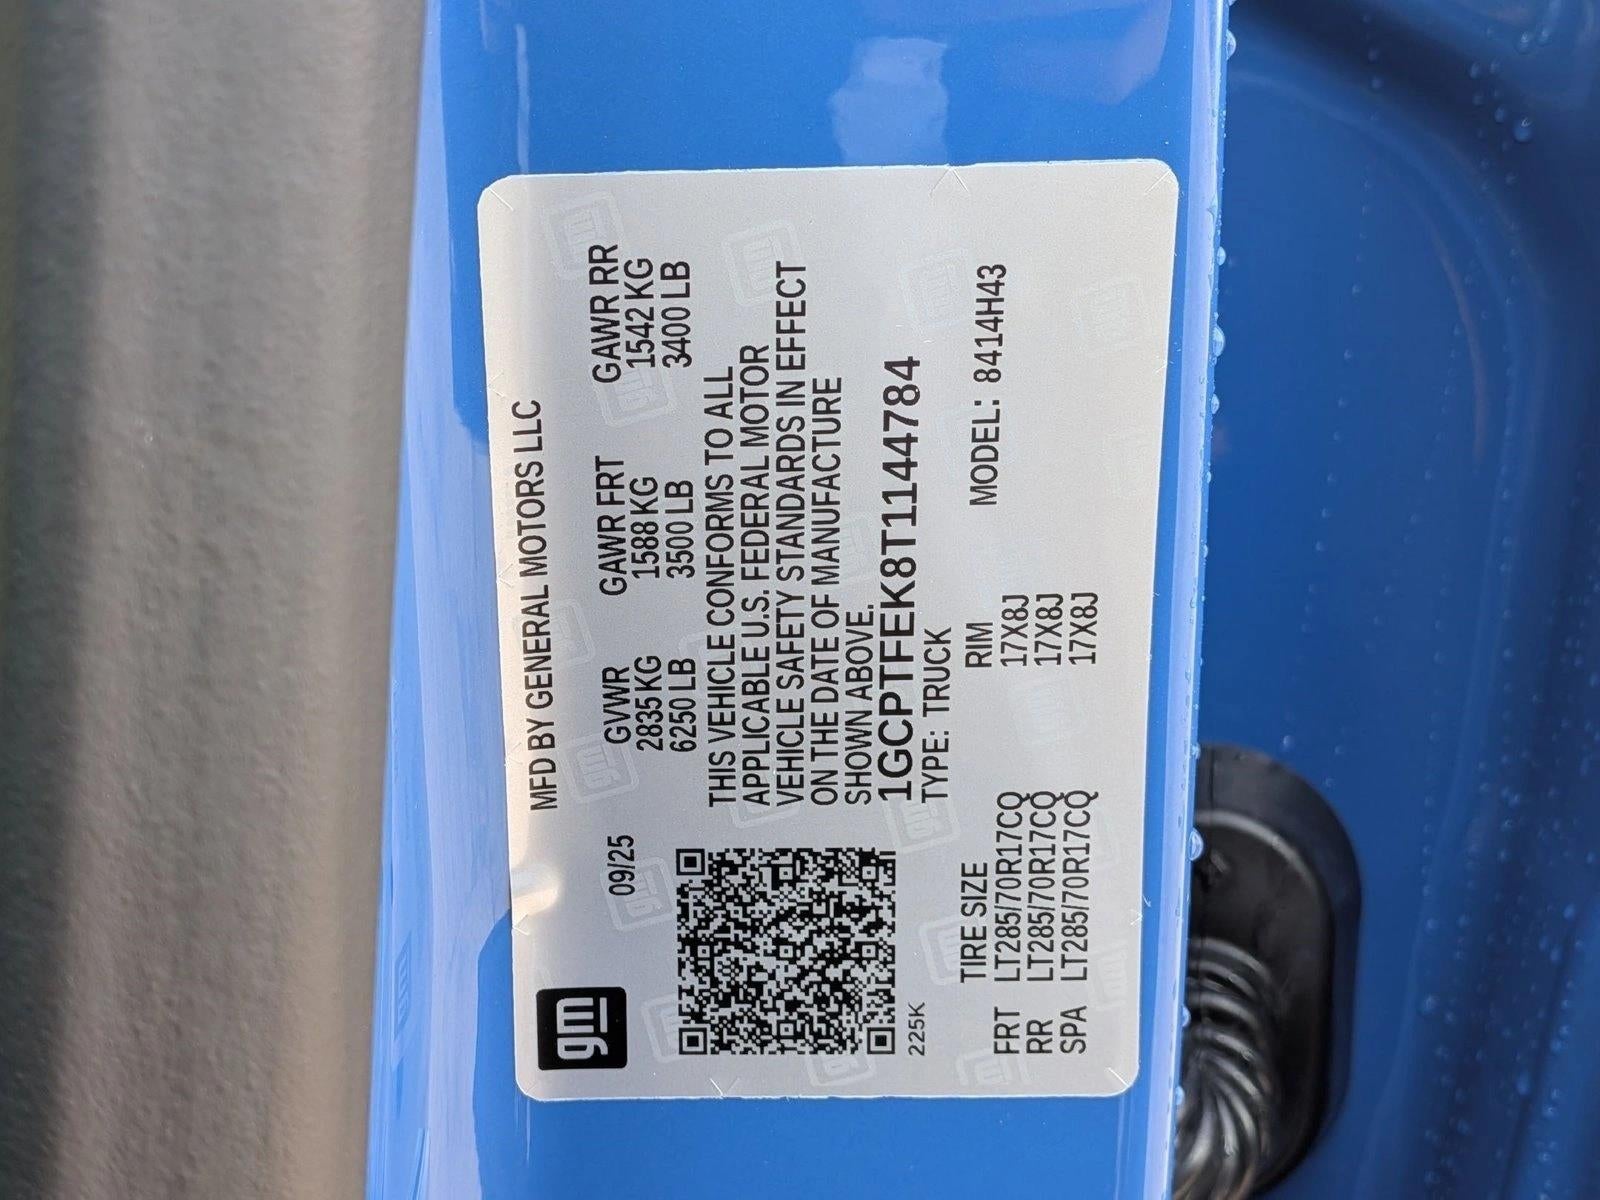 gm
09/25
MFD BY GENERAL MOTORS LLC
GVWR GAWR FRT GAWR RR
2835 KG 1588 KG 1542 KG
6250 LB 3500 LB 3400 LB
THIS VEHICLE CONFORMS TO ALL
APPLICABLE U.S. FEDERAL MOTOR
VEHICLE SAFETY STANDARDS IN EFFECT
ON THE DATE OF MANUFACTURE
SHOWN ABOVE.
1GCPTFEK8T1144784
225K
TYPE: TRUCK
TIRE SIZE RIM MODEL: 8414H43
FRT LT285/70R17CQ 17X8J
RR LT285/70R17CQ 17X8J
SPA LT285/70R17CQ 17X8J